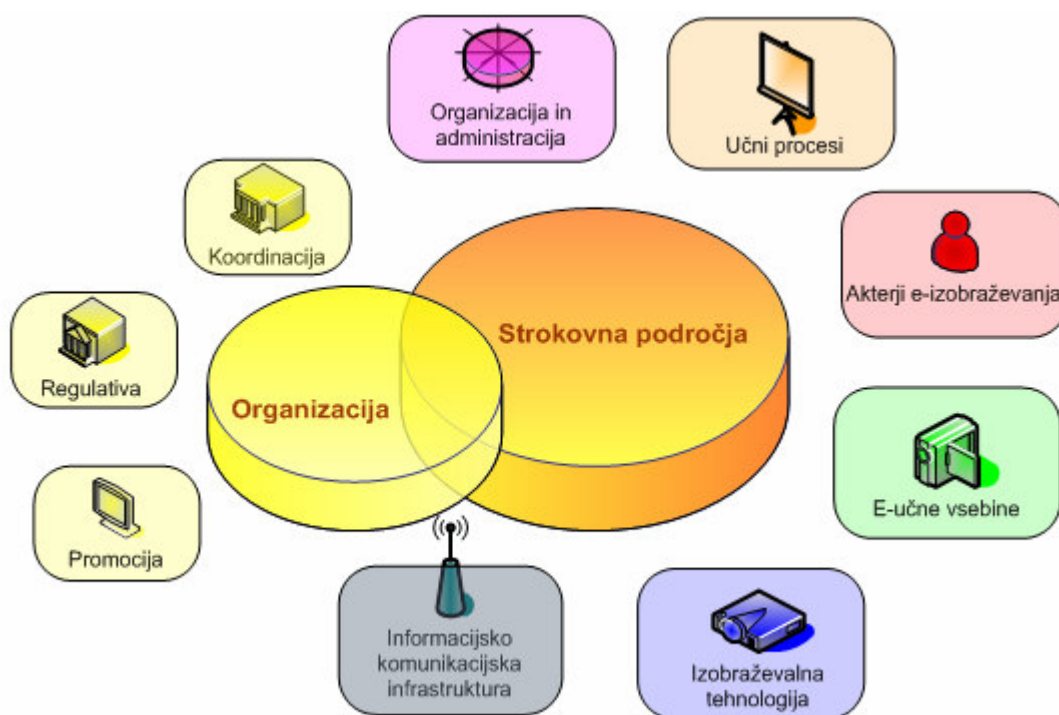 Organizacija in
administracija
Učni procesi
Koordinacija
Akterji e-izobraževanja
Strokovna področja
Regulativa
Organizacija
E-učne vsebine
Promocija
Informacijsko
komunikacijska
infrastruktura
Izobraževalna
tehnologija